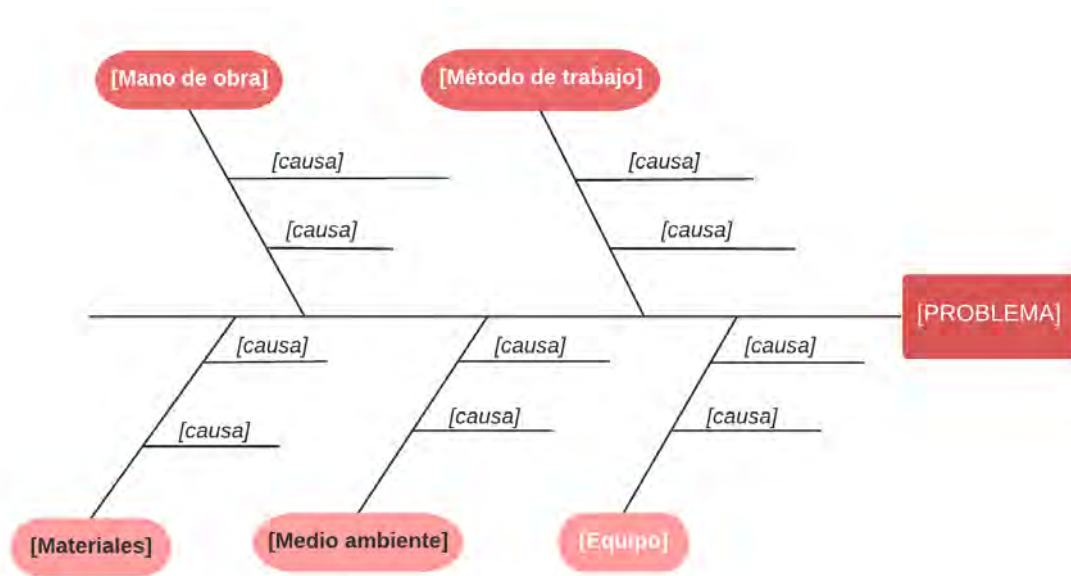 [Mano de obra]
[Método de trabajo]
[causa]
[causa]
[causa]
[causa]
[PROBLEMA]
[causa]
[causa]
[causa]
[causa]
[causa]
[causa]
[Materiales]
[Medio ambiente]
[Equipo]